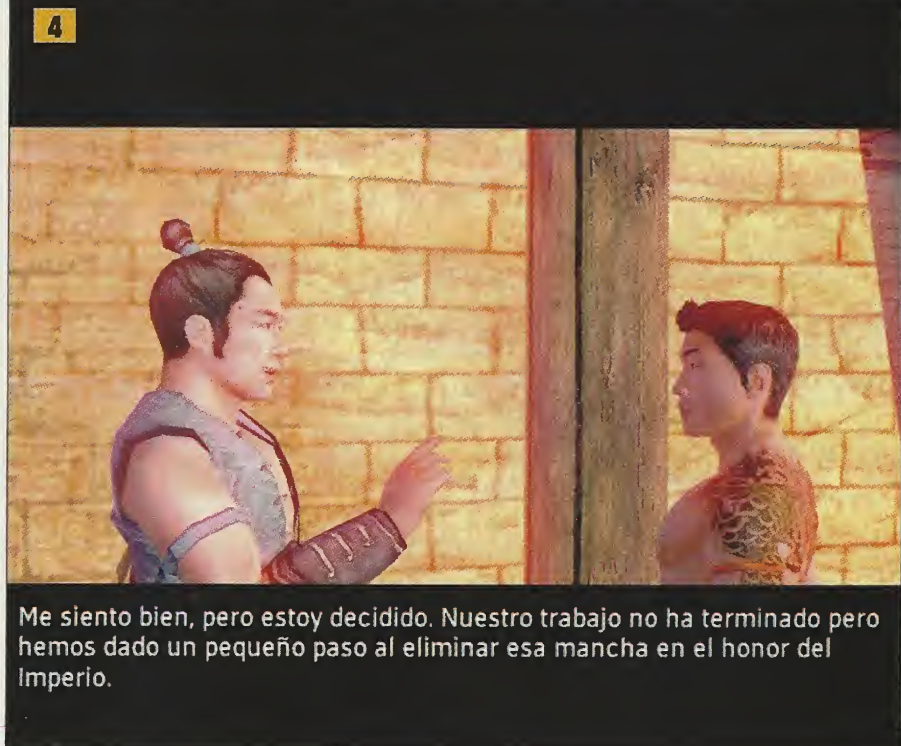 4
Me siento bien, pero estoy decidido. Nuestro trabajo no ha terminado pero
hemos dado un pequeño paso al eliminar esa mancha en el honor del
Imperio.